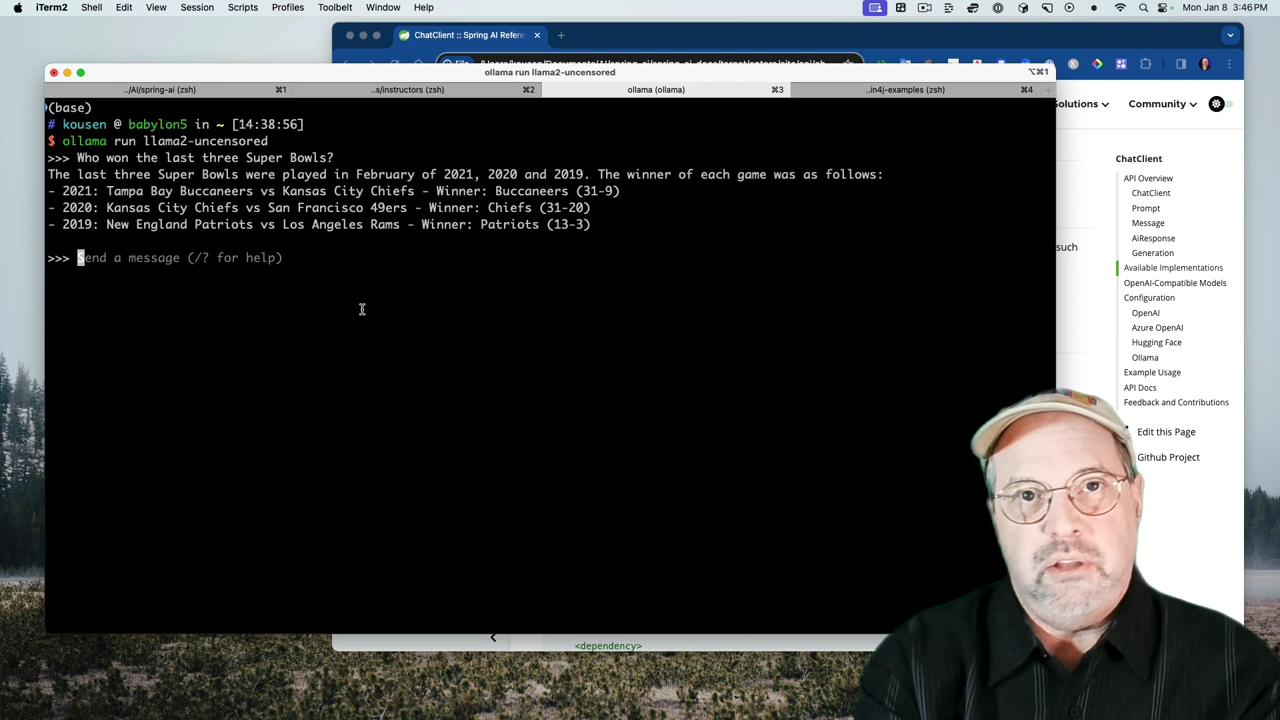 iTerm2 Shell Edit View Session Scripts Profiles Toolbelt Window Help Mon Jan 8 3:46 PM
ChatClient :: Spring AI Refere
ollama run llama2-uncensored ⌥⌘1
../AI/spring-ai (zsh) ⌘1 ..s/instructors (zsh) ⌘2 ollama (ollama) ⌘3 ..in4j-examples (zsh) ⌘4
(base)
# kousen @ babylon5 in ~ [14:38:56]
$ ollama run llama2-uncensored
>>> Who won the last three Super Bowls?
The last three Super Bowls were played in February of 2021, 2020 and 2019. The winner of each game was as follows:
- 2021: Tampa Bay Buccaneers vs Kansas City Chiefs - Winner: Buccaneers (31-9)
- 2020: Kansas City Chiefs vs San Francisco 49ers - Winner: Chiefs (31-20)
- 2019: New England Patriots vs Los Angeles Rams - Winner: Patriots (13-3)
>>> Send a message (/? for help)
olutions Community
such
ChatClient
API Overview
ChatClient
Prompt
Message
AiResponse
Generation
Available Implementations
OpenAI-Compatible Models
Configuration
OpenAI
Azure OpenAI
Hugging Face
Ollama
Example Usage
API Docs
Feedback and Contributions
Edit this Page
Github Project
<dependency>